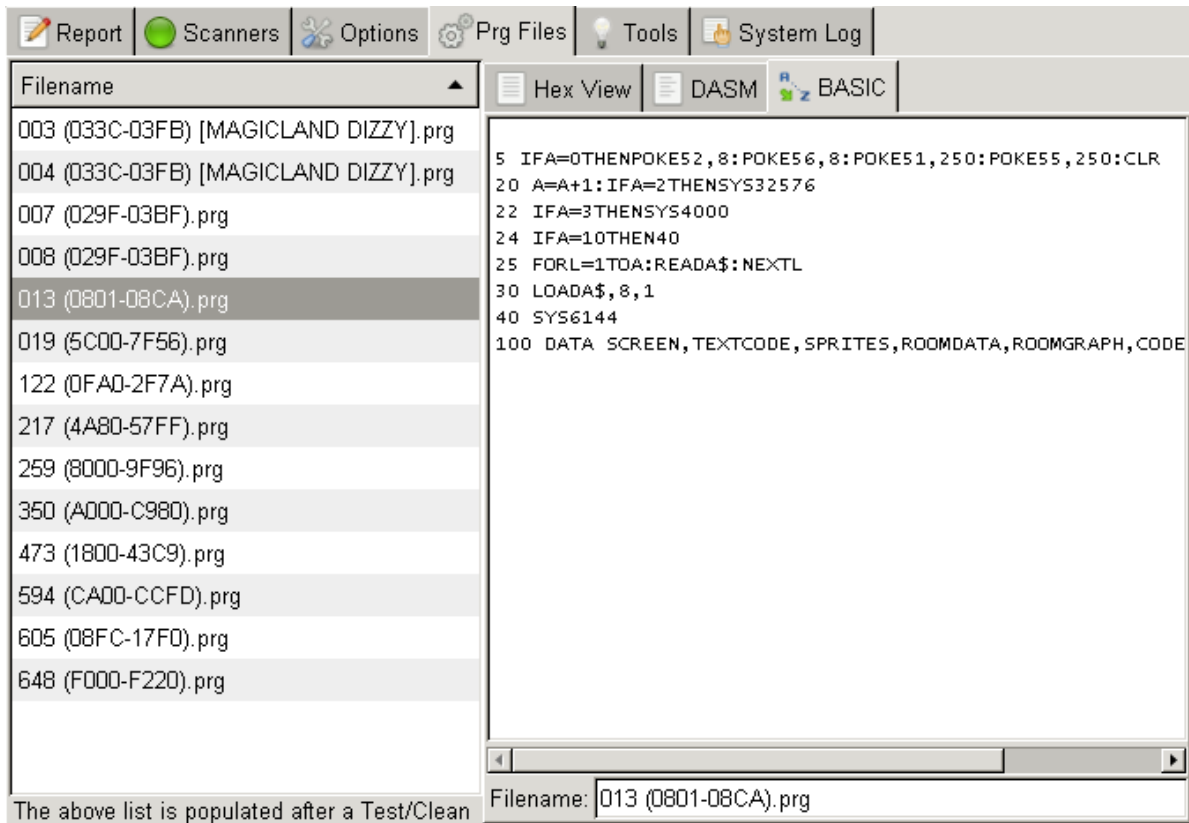 Report Scanners Options Prg Files Tools System Log
Filename
003 (033C-03FB) [MAGICLAND DIZZY].prg
004 (033C-03FB) [MAGICLAND DIZZY].prg
007 (029F-03BF).prg
008 (029F-03BF).prg
013 (0801-08CA).prg
019 (5C00-7F56).prg
122 (0FA0-2F7A).prg
217 (4A80-57FF).prg
259 (8000-9F96).prg
350 (A000-C980).prg
473 (1800-43C9).prg
594 (CA00-CCFD).prg
605 (08FC-17F0).prg
648 (F000-F220).prg
The above list is populated after a Test/Clean
Hex View DASM BASIC
5 IFA=0THENPOKE52,8:POKE56,8:POKE51,250:POKE55,250:CLR
20 A=A+1:IFA=2THENSYS32576
22 IFA=3THENSYS4000
24 IFA=10THEN40
25 FORL=1TOA:READA$:NEXTL
30 LOADA$,8,1
40 SYS6144
100 DATA SCREEN,TEXTCODE,SPRITES,ROOMDATA,ROOMGRAPH,CODE
Filename: 013 (0801-08CA).prg